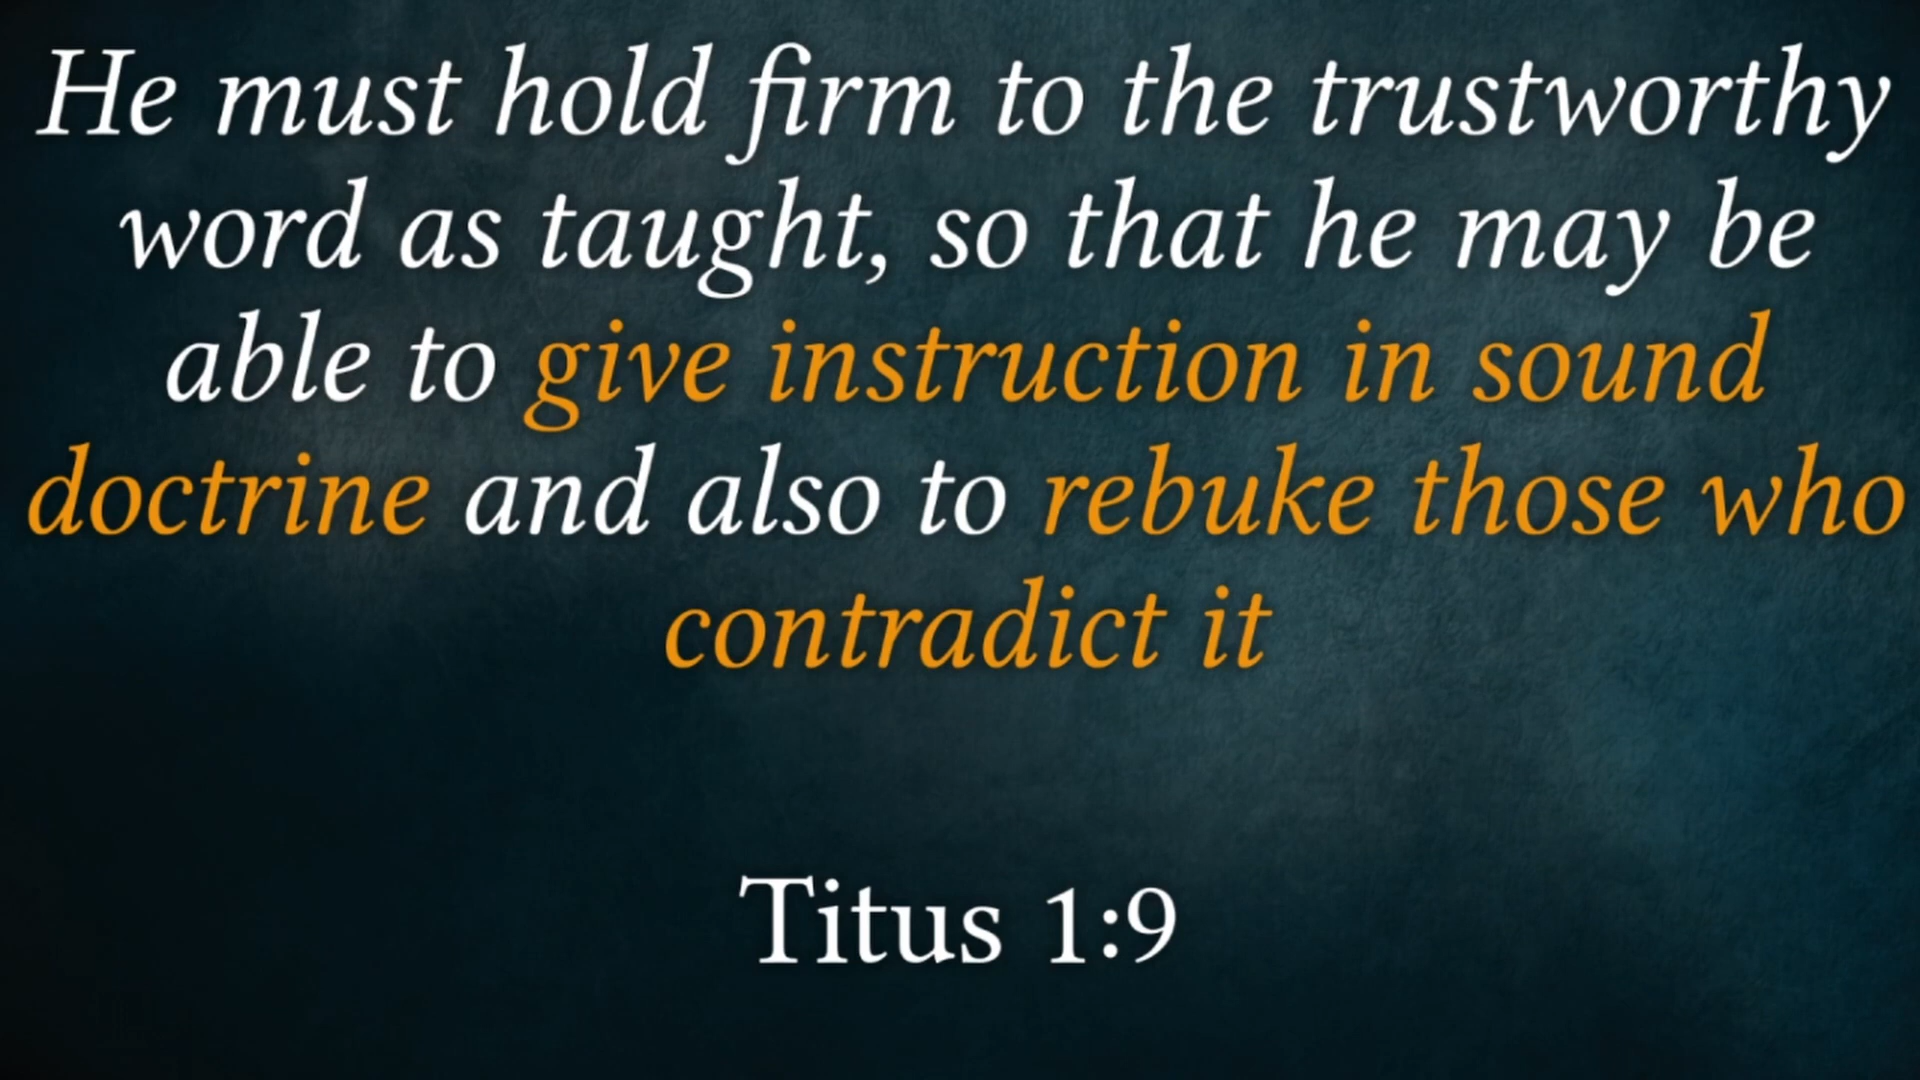 He must hold firm to the trustworthy
word as taught, so that he may be
able to give instruction in sound
doctrine and also to rebuke those who
contradict it
Titus 1:9